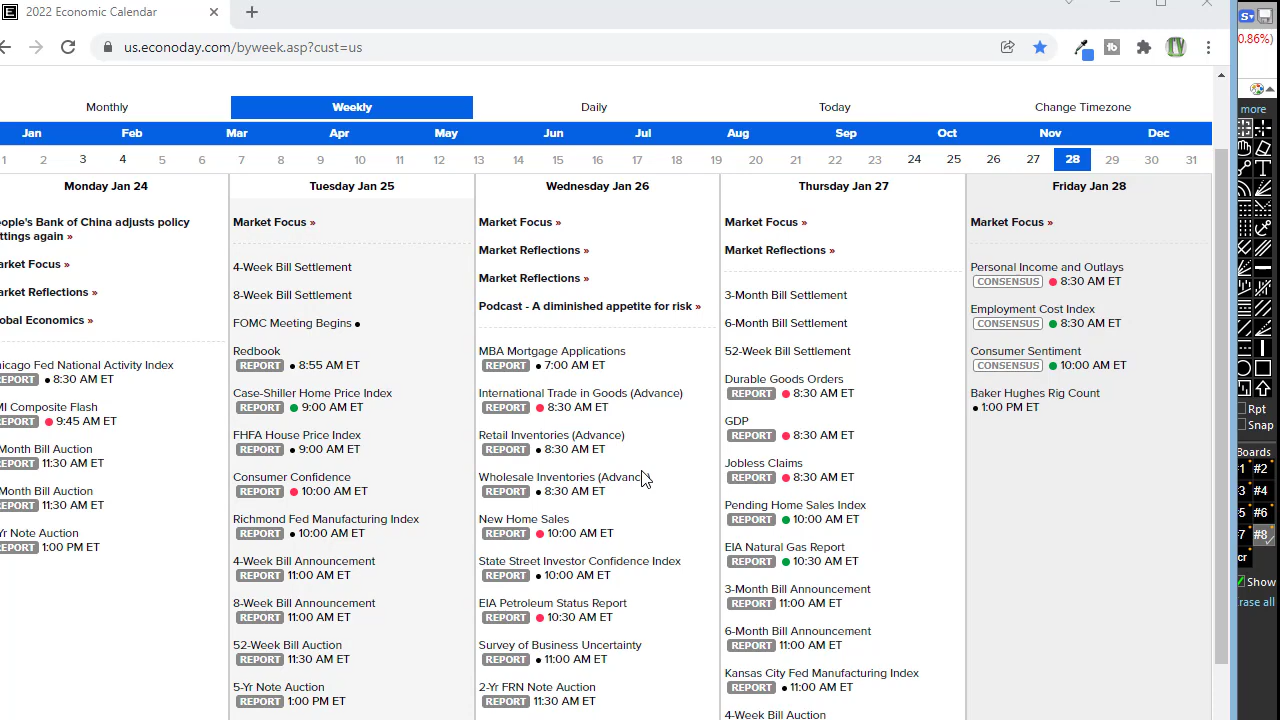 2022 Economic Calendar
us.econoday.com/byweek.asp?cust=us
0.86%)
Monthly
Weekly
Daily
Today
Change Timezone
more
Jan Feb Mar Apr May Jun Jul Aug Sep Oct Nov Dec
1 2 3 4 5 6 7 8 9 10 11 12 13 14 15 16 17 18 19 20 21 22 23 24 25 26 27 28 29 30 31
Monday Jan 24
eople's Bank of China adjusts policy
ttings again »
arket Focus »
arket Reflections »
obal Economics »
hicago Fed National Activity Index
REPORT • 8:30 AM ET
MI Composite Flash
REPORT 9:45 AM ET
Month Bill Auction
REPORT 11:30 AM ET
Month Bill Auction
REPORT 11:30 AM ET
Yr Note Auction
REPORT 1:00 PM ET
Tuesday Jan 25
Market Focus »
4-Week Bill Settlement
8-Week Bill Settlement
FOMC Meeting Begins •
Redbook
REPORT • 8:55 AM ET
Case-Shiller Home Price Index
REPORT 9:00 AM ET
FHFA House Price Index
REPORT • 9:00 AM ET
Consumer Confidence
REPORT 10:00 AM ET
Richmond Fed Manufacturing Index
REPORT • 10:00 AM ET
4-Week Bill Announcement
REPORT 11:00 AM ET
8-Week Bill Announcement
REPORT 11:00 AM ET
52-Week Bill Auction
REPORT 11:30 AM ET
5-Yr Note Auction
REPORT 1:00 PM ET
Wednesday Jan 26
Market Focus »
Market Reflections »
Market Reflections »
Podcast - A diminished appetite for risk »
MBA Mortgage Applications
REPORT • 7:00 AM ET
International Trade in Goods (Advance)
REPORT 8:30 AM ET
Retail Inventories (Advance)
REPORT • 8:30 AM ET
Wholesale Inventories (Advance)
REPORT • 8:30 AM ET
New Home Sales
REPORT 10:00 AM ET
State Street Investor Confidence Index
REPORT • 10:00 AM ET
EIA Petroleum Status Report
REPORT 10:30 AM ET
Survey of Business Uncertainty
REPORT • 11:00 AM ET
2-Yr FRN Note Auction
REPORT 11:30 AM ET
Thursday Jan 27
Market Focus »
Market Reflections »
3-Month Bill Settlement
6-Month Bill Settlement
52-Week Bill Settlement
Durable Goods Orders
REPORT 8:30 AM ET
GDP
REPORT 8:30 AM ET
Jobless Claims
REPORT 8:30 AM ET
Pending Home Sales Index
REPORT 10:00 AM ET
EIA Natural Gas Report
REPORT 10:30 AM ET
3-Month Bill Announcement
REPORT 11:00 AM ET
6-Month Bill Announcement
REPORT 11:00 AM ET
Kansas City Fed Manufacturing Index
REPORT • 11:00 AM ET
4-Week Bill Auction
Friday Jan 28
Market Focus »
Personal Income and Outlays
CONSENSUS 8:30 AM ET
Employment Cost Index
CONSENSUS 8:30 AM ET
Consumer Sentiment
CONSENSUS 10:00 AM ET
Baker Hughes Rig Count
• 1:00 PM ET
Rpt
Snap
Boards
#1 #2
#3 #4
#5 #6
#7 #8
cr
Show
rase all